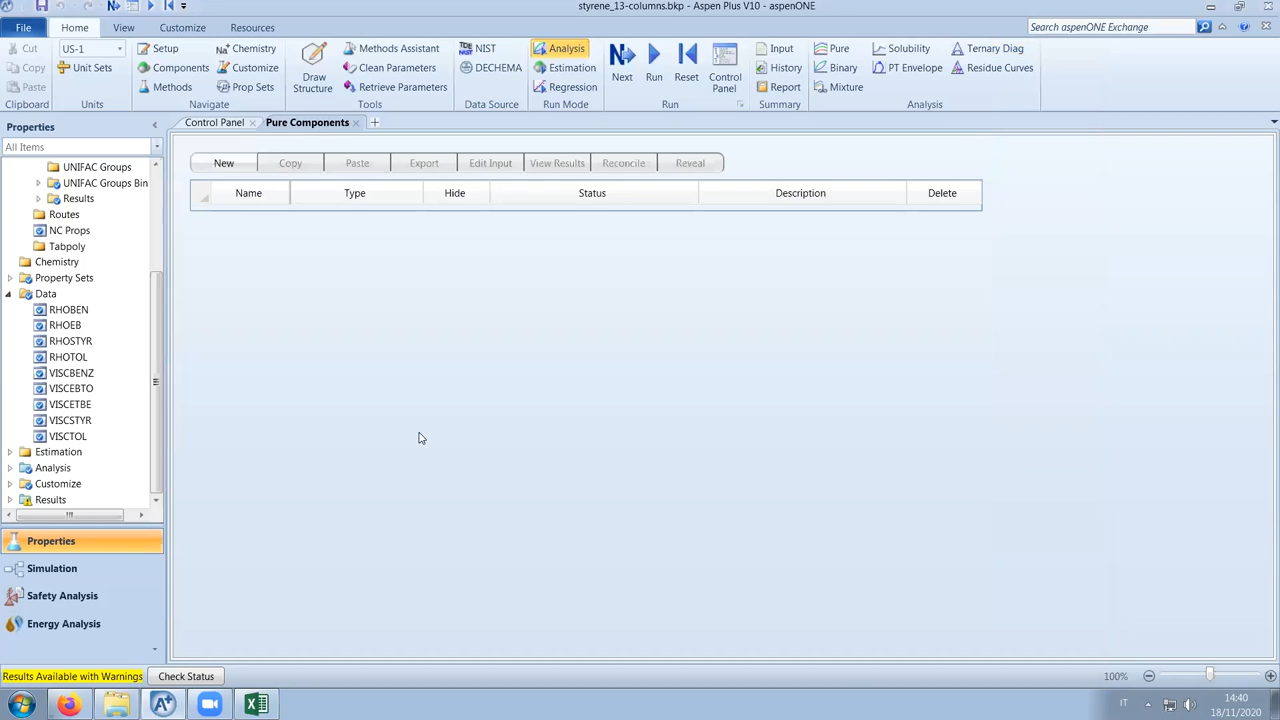 styrene_13-columns.bkp - Aspen Plus V10 - aspenONE
File Home View Customize Resources Search aspenONE Exchange
Cut US-1 Setup Chemistry Methods Assistant NIST Analysis Input Pure Solubility Ternary Diag
Copy Unit Sets Components Customize Clean Parameters DECHEMA Estimation History Binary PT Envelope Residue Curves
Paste Methods Prop Sets Draw Structure Retrieve Parameters Regression Next Run Reset Control Panel Report Mixture
Clipboard Units Navigate Tools Data Source Run Mode Run Summary Analysis
Properties Control Panel Pure Components
All Items
New Copy Paste Export Edit Input View Results Reconcile Reveal
Name Type Hide Status Description Delete
UNIFAC Groups
UNIFAC Groups Bin
Results
Routes
NC Props
Tabpoly
Chemistry
Property Sets
Data
RHOBEN
RHOEB
RHOSTYR
RHOTOL
VISCBENZ
VISCEBTO
VISCETBE
VISCSTYR
VISCTOL
Estimation
Analysis
Customize
Results
Properties
Simulation
Safety Analysis
Energy Analysis
Results Available with Warnings Check Status 100%
IT 14:40
18/11/2020